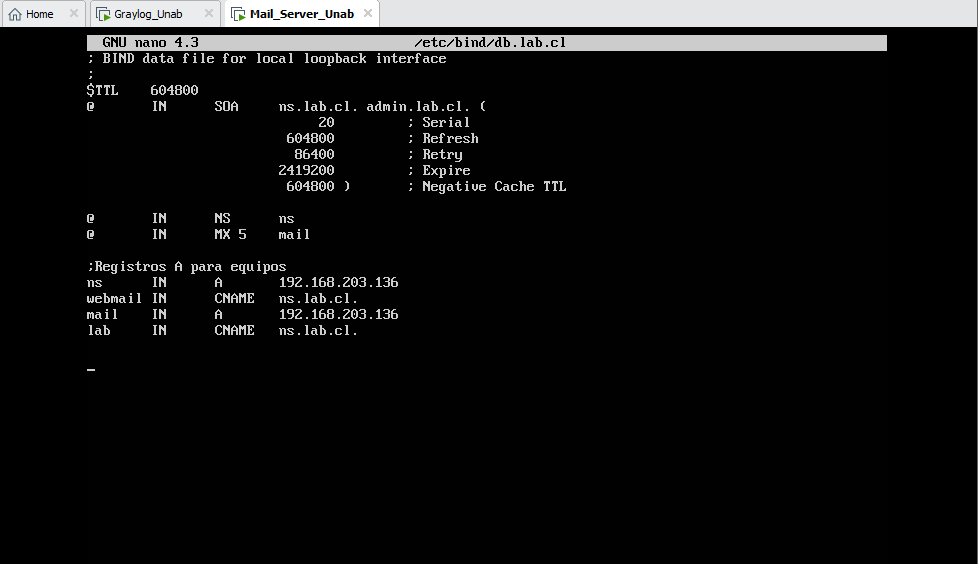 Home Graylog_Unab Mail_Server_Unab
GNU nano 4.3 /etc/bind/db.lab.cl
; BIND data file for local loopback interface
;
$TTL 604800
@ IN SOA ns.lab.cl. admin.lab.cl. (
20 ; Serial
604800 ; Refresh
86400 ; Retry
2419200 ; Expire
604800 ) ; Negative Cache TTL
@ IN NS ns
@ IN MX 5 mail
;Registros A para equipos
ns IN A 192.168.203.136
webmail IN CNAME ns.lab.cl.
mail IN A 192.168.203.136
lab IN CNAME ns.lab.cl.